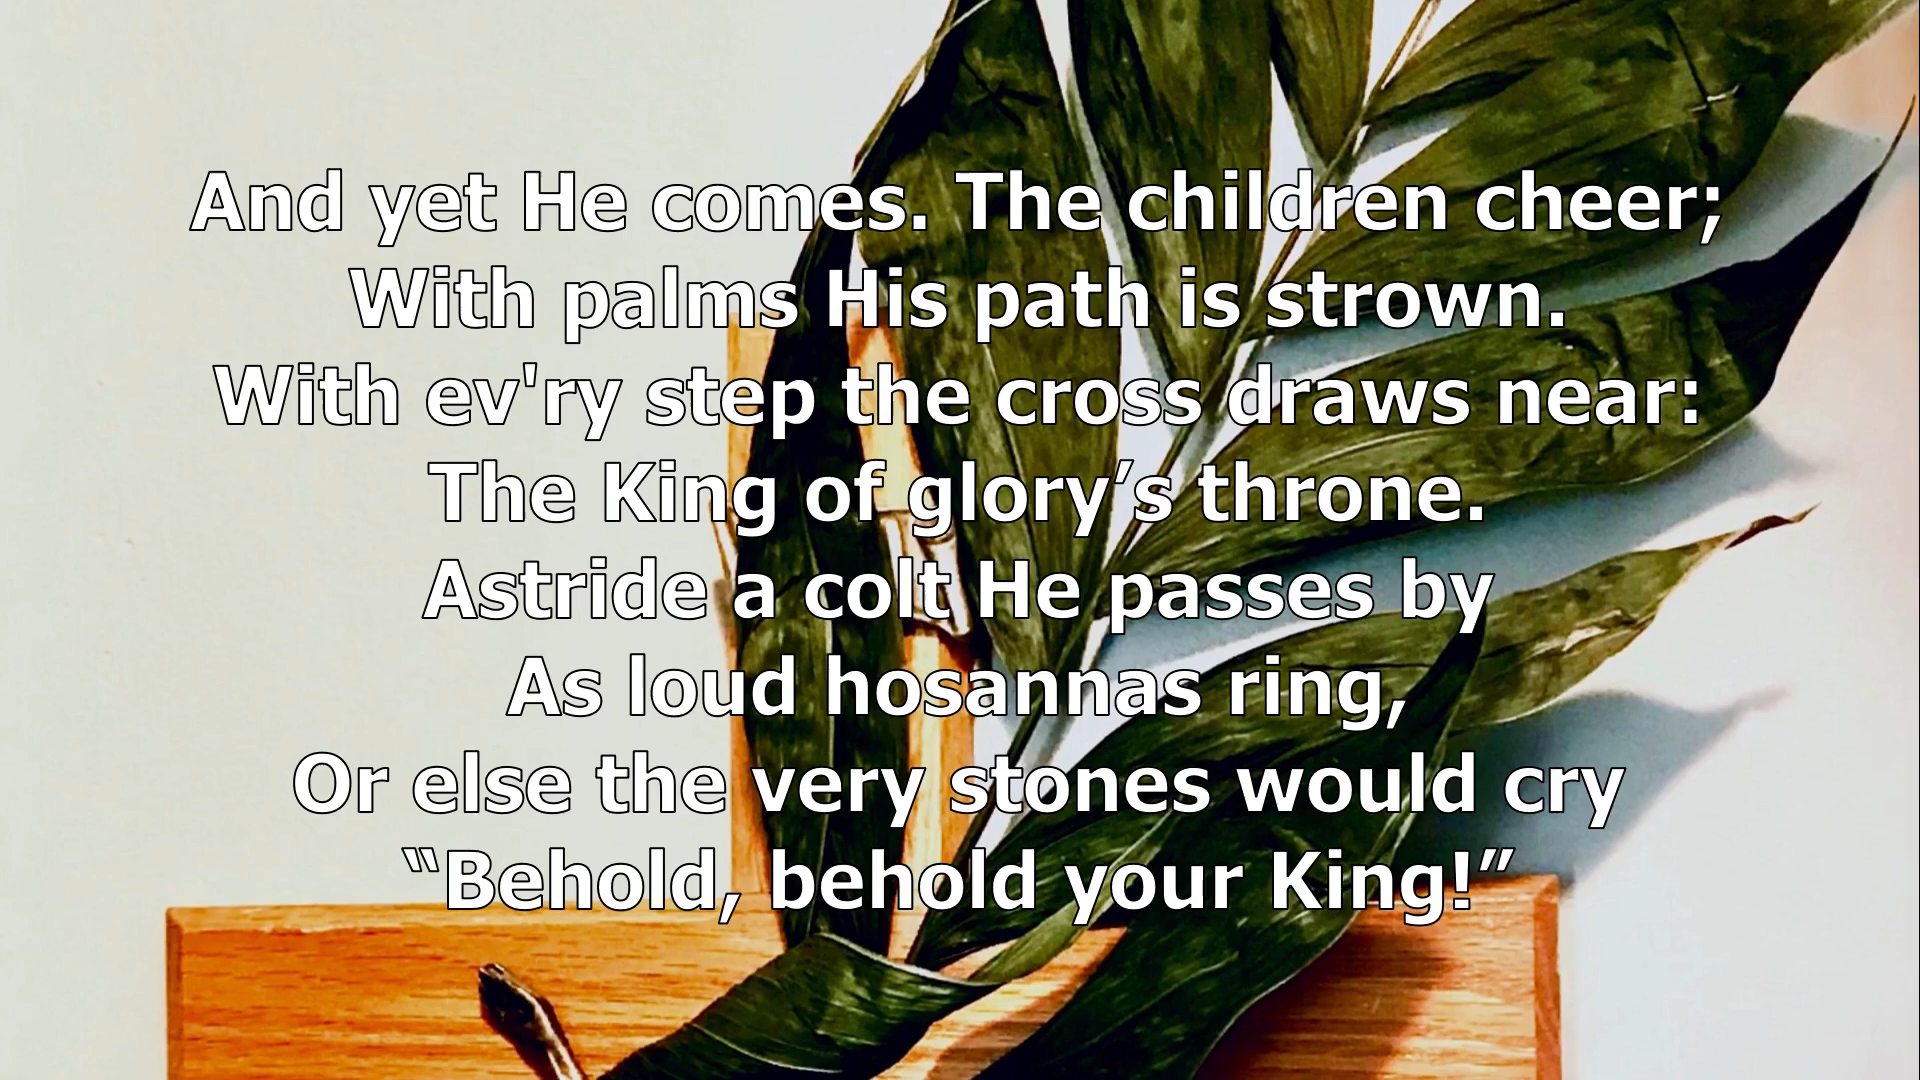 And yet He comes. The children cheer;
With palms His path is strown.
With ev'ry step the cross draws near:
The King of glory’s throne.
Astride a colt He passes by
As loud hosannas ring,
Or else the very stones would cry
“Behold, behold your King!”